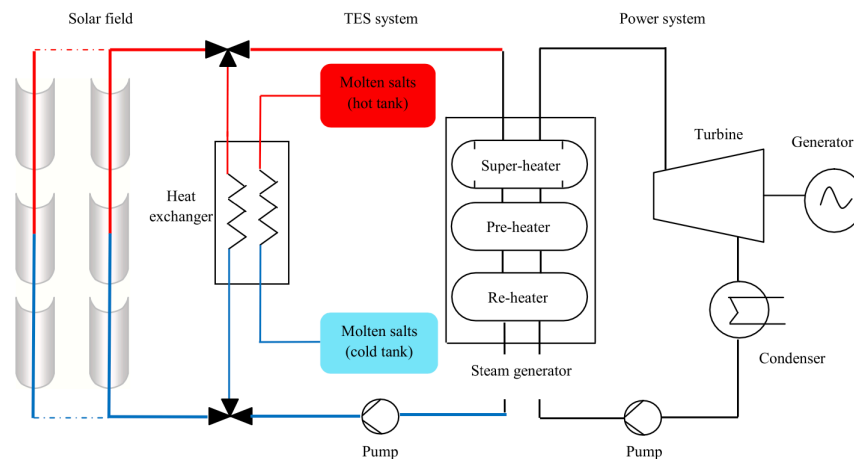 Solar field
TES system
Power system
Molten salts
(hot tank)
Turbine
Generator
Super-heater
Heat
exchanger
Pre-heater
Re-heater
Molten salts
(cold tank)
Condenser
Steam generator
Pump
Pump